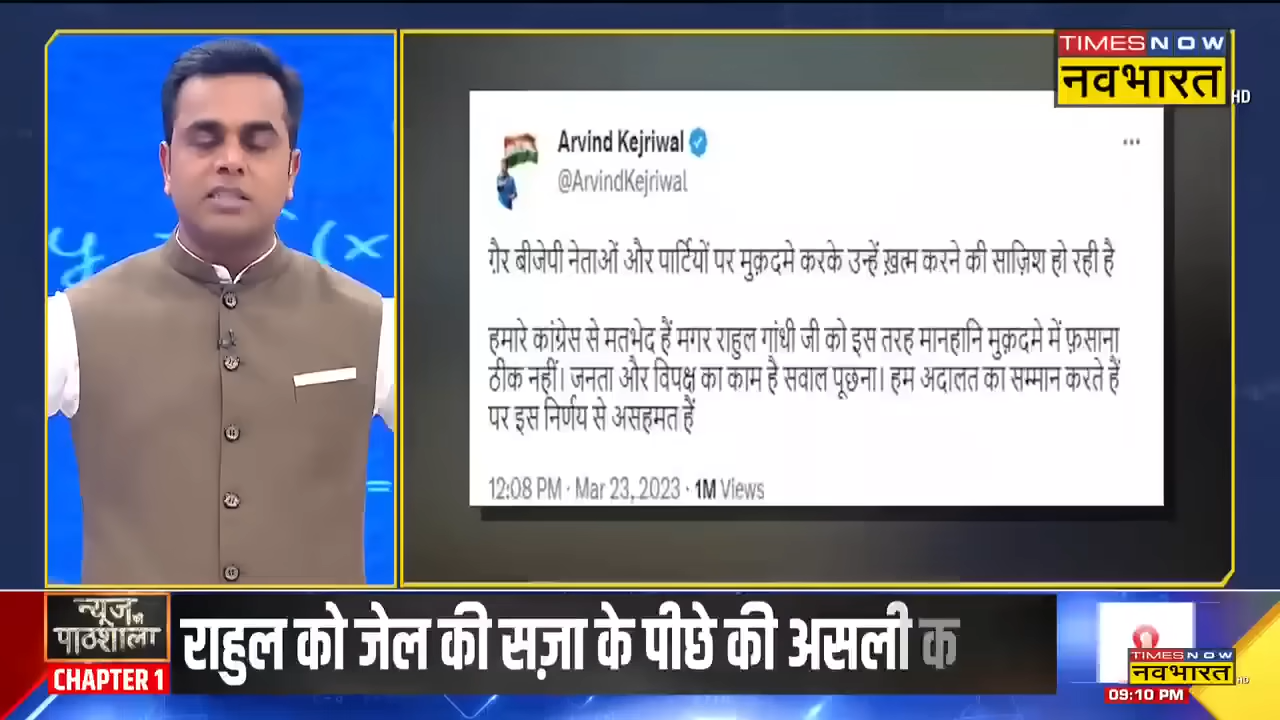 TIMES NOW
नवभारत
HD
Arvind Kejriwal
@ArvindKejriwal
ग़ैर बीजेपी नेताओं और पार्टियों पर मुक़दमे करके उन्हें ख़त्म करने की साज़िश हो रही है
हमारे कांग्रेस से मतभेद हैं मगर राहुल गांधी जी को इस तरह मानहानि मुक़दमे में फ़साना
ठीक नहीं। जनता और विपक्ष का काम है सवाल पूछना। हम अदालत का सम्मान करते हैं
पर इस निर्णय से असहमत हैं
12:08 PM · Mar 23, 2023 · 1M Views
y
(x
=
न्यूज़ की
पाठशाला
CHAPTER 1
राहुल को जेल की सज़ा के पीछे की असली क
TIMES NOW
नवभारत
HD
09:10 PM